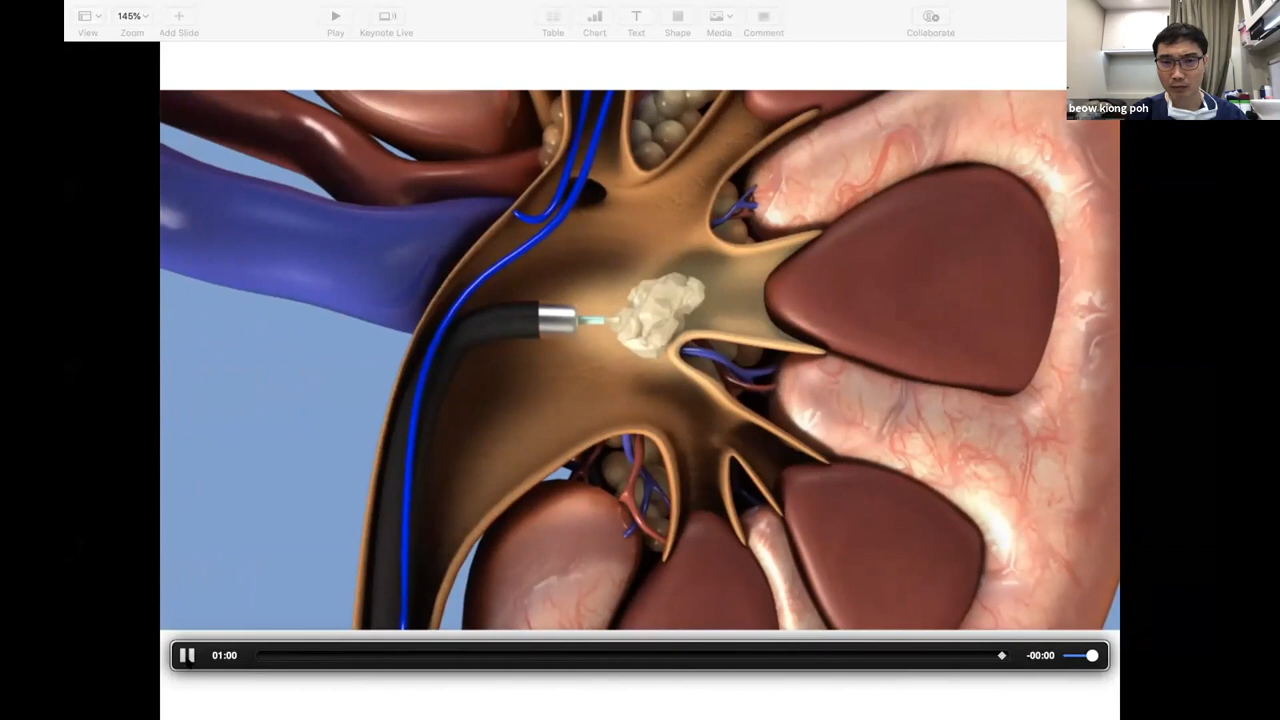 145%
View
Zoom
Add Slide
Play
Keynote Live
Table
Chart
Text
Shape
Media
Comment
Collaborate
beow kiong poh
01:00
-00:00